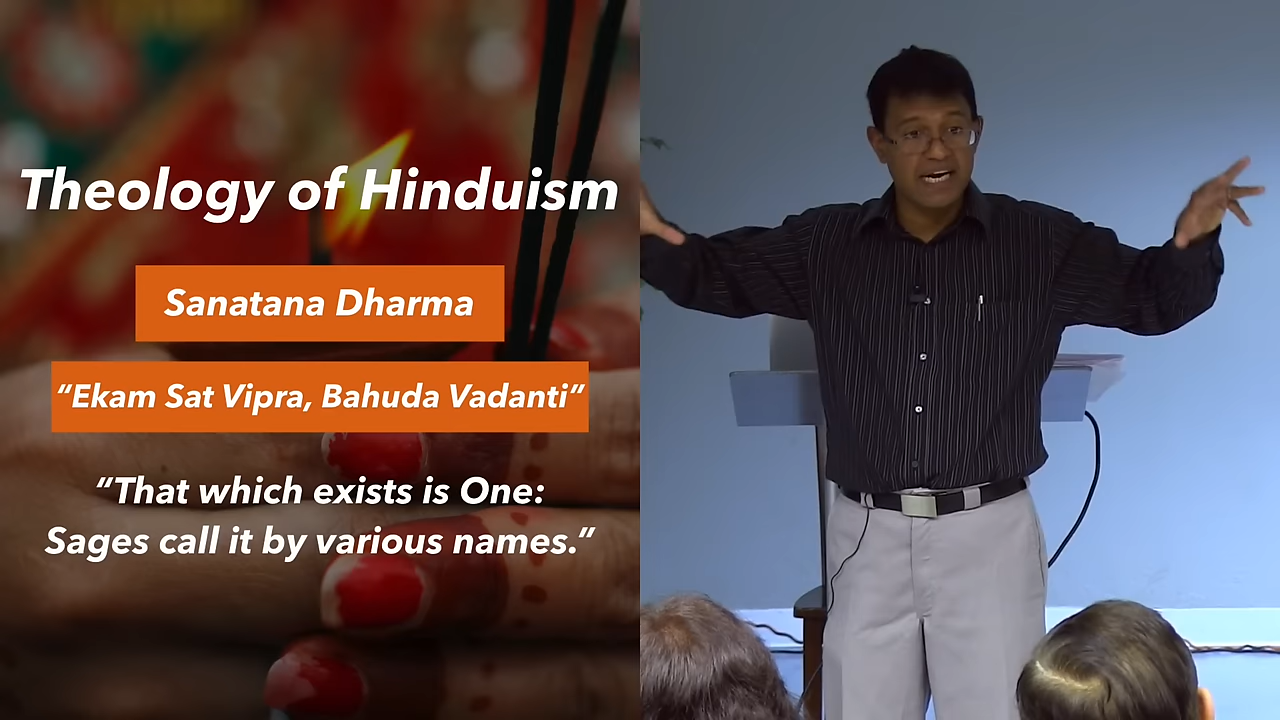 Theology of Hinduism
Sanatana Dharma
“Ekam Sat Vipra, Bahuda Vadanti”
“That which exists is One:
Sages call it by various names.”